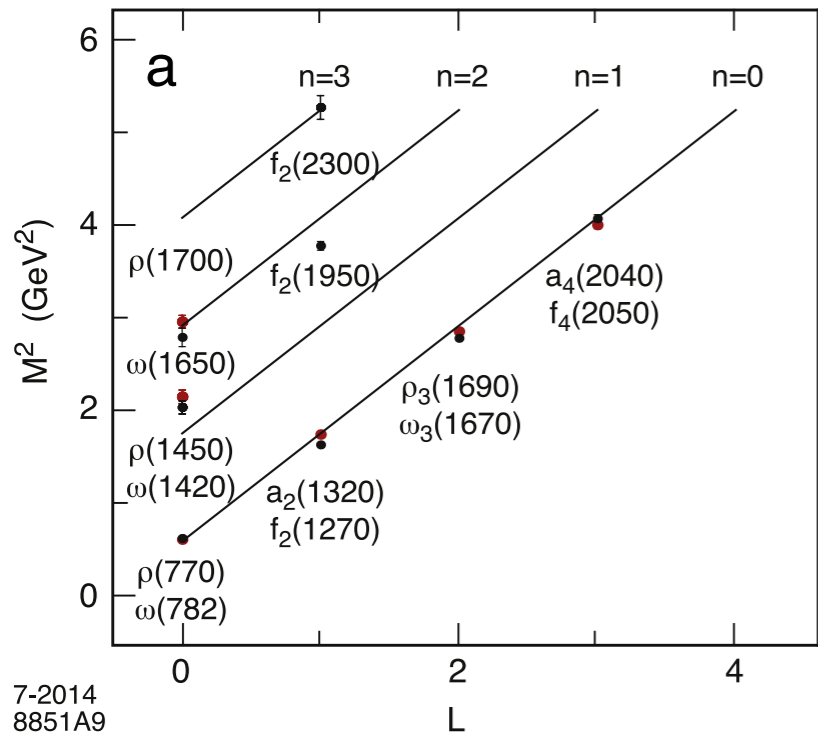 6
a
n=3 n=2 n=1 n=0
f₂(2300)
4
ρ(1700)
f₂(1950)
a₄(2040)
f₄(2050)
M² (GeV²)
ω(1650)
ρ₃(1690)
ω₃(1670)
2
ρ(1450)
ω(1420)
a₂(1320)
f₂(1270)
0
ρ(770)
ω(782)
0 2 4
7-2014
8851A9
L